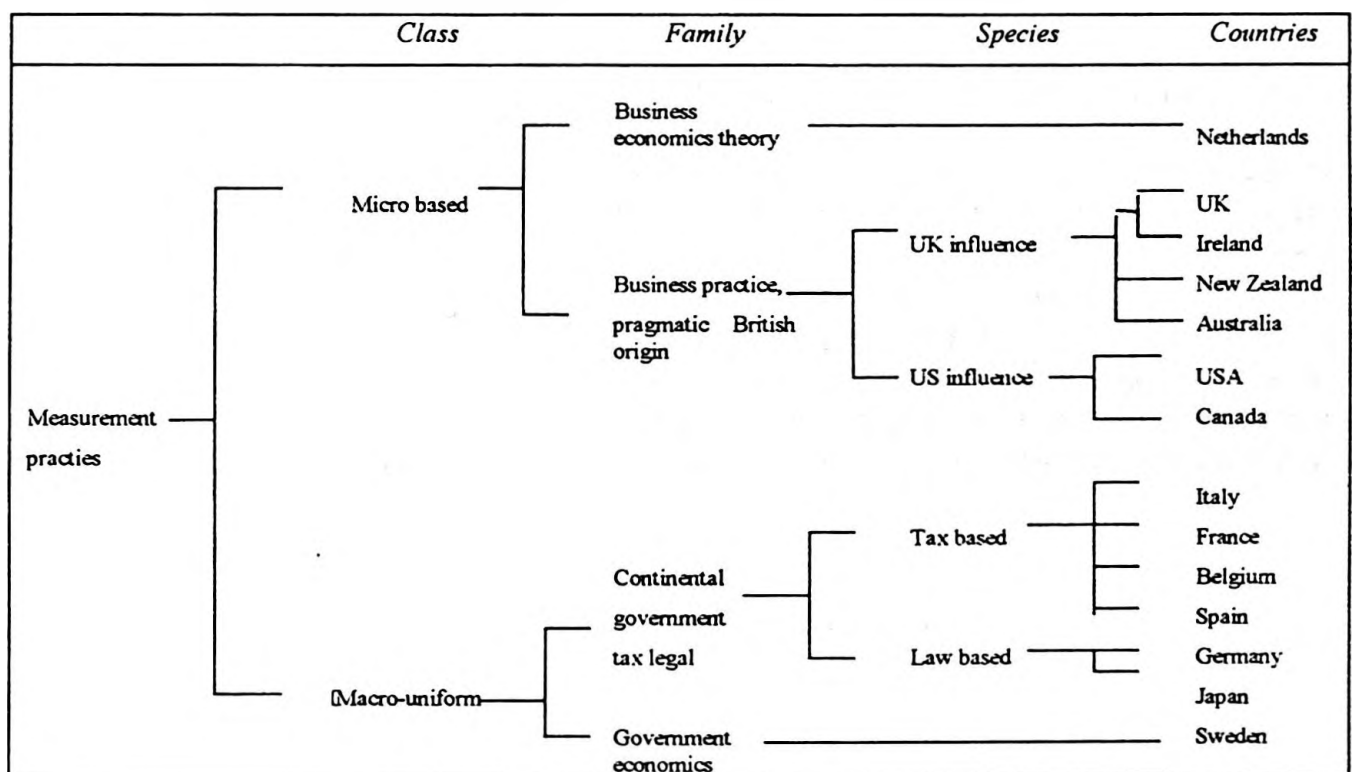 Class Family Species Countries
Business
economics theory
Netherlands
Micro based
UK
UK influence
Ireland
Business practice,
New Zealand
pragmatic British
Australia
origin
US influence
USA
Measurement
Canada
practies
Italy
Tax based
France
Continental
Belgium
government
Spain
tax legal
Law based
Germany
Macro-uniform
Japan
Government
Sweden
economics